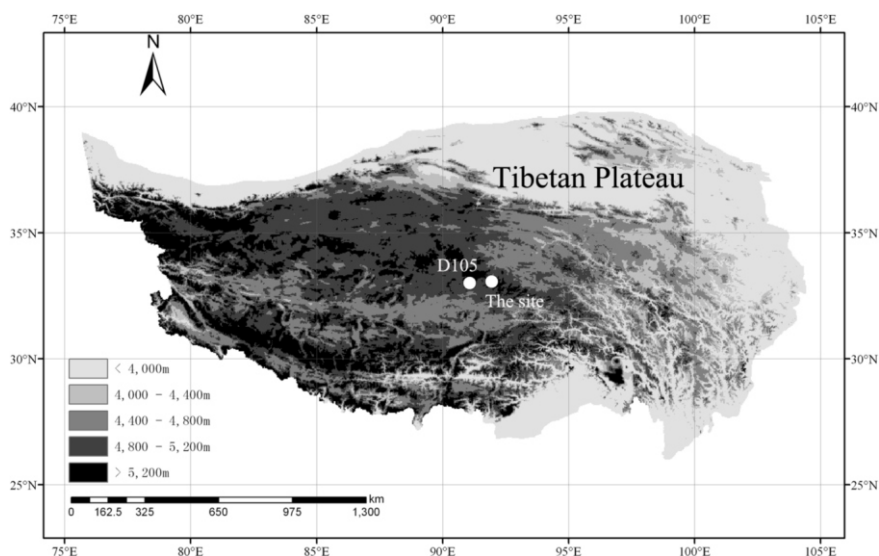 75°E 80°E 85°E 90°E 95°E 100°E 105°E
N
40°N 40°N
Tibetan Plateau
35°N 35°N
D105
The site
30°N 30°N
< 4,000m
4,000 - 4,400m
4,400 - 4,800m
4,800 - 5,200m
> 5,200m
25°N 25°N
km
0 162.5 325 650 975 1,300
75°E 80°E 85°E 90°E 95°E 100°E 105°E